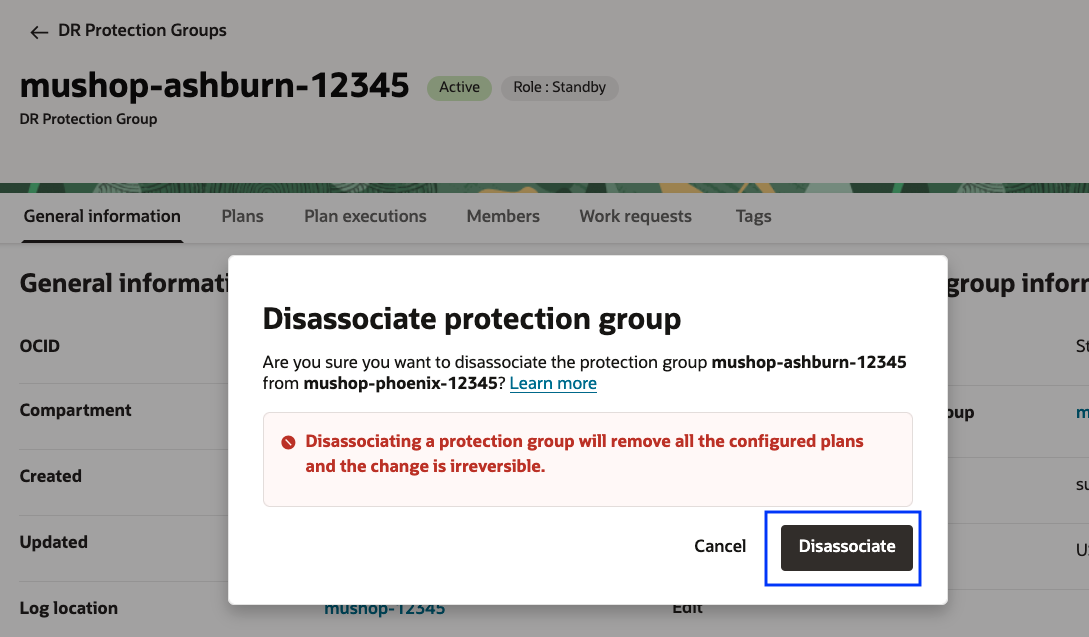 DR Protection Groups
mushop-ashburn-12345 Active Role : Standby
DR Protection Group
General information Plans Plan executions Members Work requests Tags
General informati group inforr
Disassociate protection group
Are you sure you want to disassociate the protection group mushop-ashburn-12345
from mushop-phoenix-12345? Learn more
OCID St
Compartment oup m
Disassociating a protection group will remove all the configured plans
and the change is irreversible.
Created su
Updated U
Cancel Disassociate
Log location mushop-12345 Edit